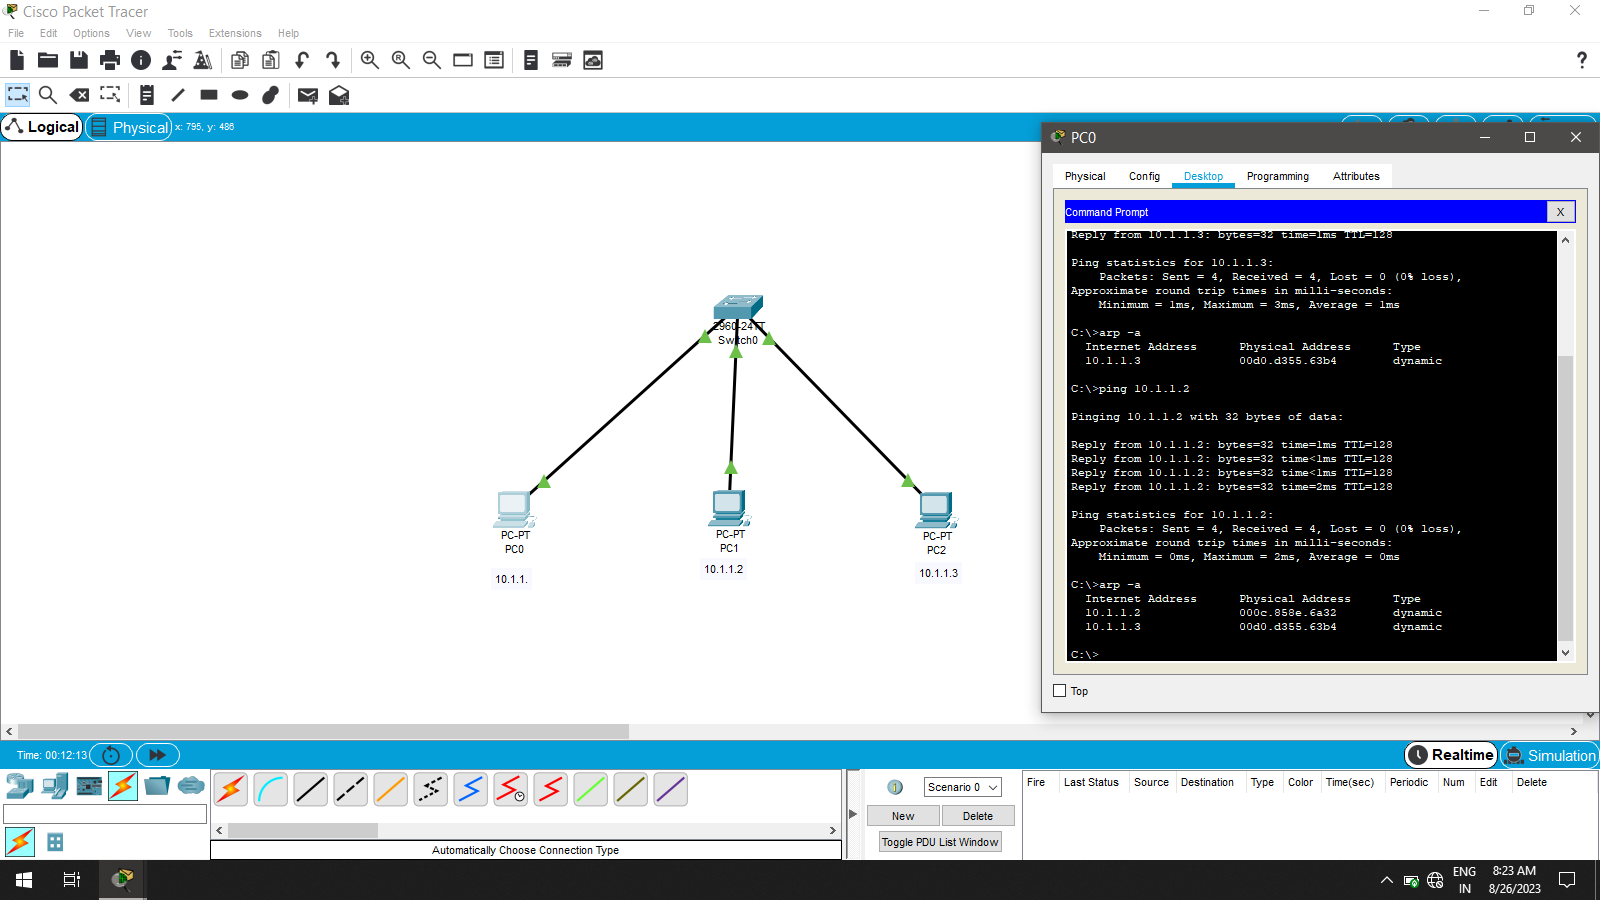 Cisco Packet Tracer
File Edit Options View Tools Extensions Help
?
Logical Physical x: 795, y: 486
PC0
Physical Config Desktop Programming Attributes
Command Prompt X
Reply from 10.1.1.3: bytes=32 time=1ms TTL=128
Ping statistics for 10.1.1.3:
Packets: Sent = 4, Received = 4, Lost = 0 (0% loss),
Approximate round trip times in milli-seconds:
Minimum = 1ms, Maximum = 3ms, Average = 1ms
C:\>arp -a
Internet Address Physical Address Type
10.1.1.3 00d0.d355.63b4 dynamic
C:\>ping 10.1.1.2
Pinging 10.1.1.2 with 32 bytes of data:
Reply from 10.1.1.2: bytes=32 time=1ms TTL=128
Reply from 10.1.1.2: bytes=32 time<1ms TTL=128
Reply from 10.1.1.2: bytes=32 time<1ms TTL=128
Reply from 10.1.1.2: bytes=32 time=2ms TTL=128
Ping statistics for 10.1.1.2:
Packets: Sent = 4, Received = 4, Lost = 0 (0% loss),
Approximate round trip times in milli-seconds:
Minimum = 0ms, Maximum = 2ms, Average = 0ms
C:\>arp -a
Internet Address Physical Address Type
10.1.1.2 000c.858e.6a32 dynamic
10.1.1.3 00d0.d355.63b4 dynamic
C:\>
Top
2960-24TT
Switch0
PC-PT
PC0
10.1.1.
PC-PT
PC1
10.1.1.2
PC-PT
PC2
10.1.1.3
Time: 00:12:13
Realtime Simulation
Scenario 0
New Delete
Toggle PDU List Window
Fire Last Status Source Destination Type Color Time(sec) Periodic Num Edit Delete
Automatically Choose Connection Type
ENG
IN
8:23 AM
8/26/2023